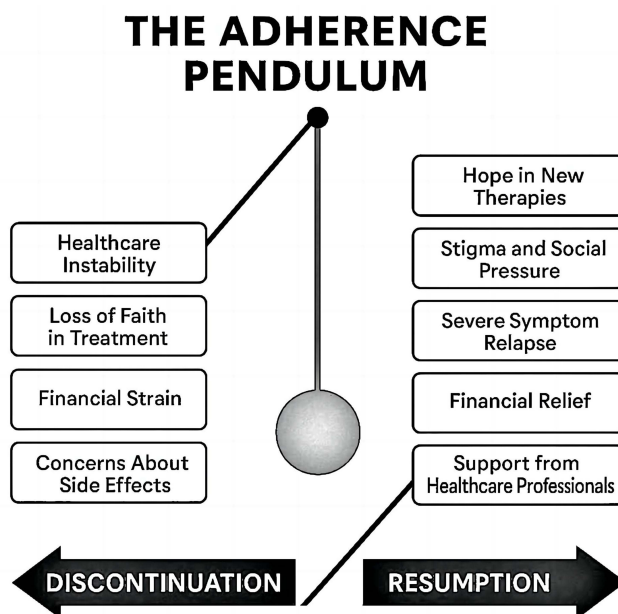 THE ADHERENCE
PENDULUM
Healthcare
Instability
Loss of Faith
in Treatment
Financial Strain
Concerns About
Side Effects
Hope in New
Therapies
Stigma and Social
Pressure
Severe Symptom
Relapse
Financial Relief
Support from
Healthcare Professionals
DISCONTINUATION
RESUMPTION